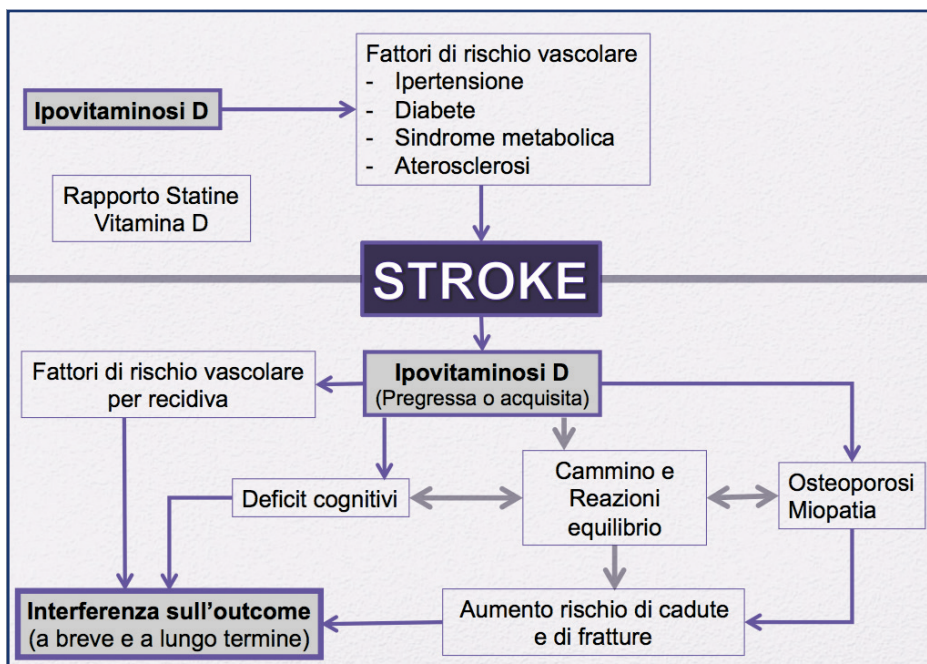 Fattori di rischio vascolare
- Ipertensione
- Diabete
- Sindrome metabolica
- Aterosclerosi
Ipovitaminosi D
Rapporto Statine
Vitamina D
STROKE
Ipovitaminosi D
(Pregressa o acquisita)
Fattori di rischio vascolare
per recidiva
Deficit cognitivi
Cammino e
Reazioni
equilibrio
Osteoporosi
Miopatia
Interferenza sull'outcome
(a breve e a lungo termine)
Aumento rischio di cadute
e di fratture